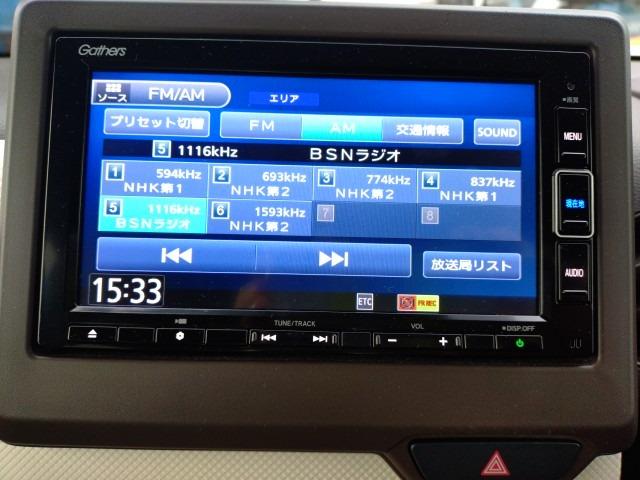 Gathers
ソース FM/AM エリア
画質
プリセット切替 FM AM 交通情報 SOUND
MENU
5 1116kHz BSNラジオ
1 594kHz 2 693kHz 3 774kHz 4 837kHz
NHK第1 NHK第2 NHK第2 NHK第1
現在地
5 1116kHz 6 1593kHz 7 8
BSNラジオ NHK第2
放送局リスト
AUDIO
15:33 ETC FR REC
TUNE/TRACK VOL DISP.OFF